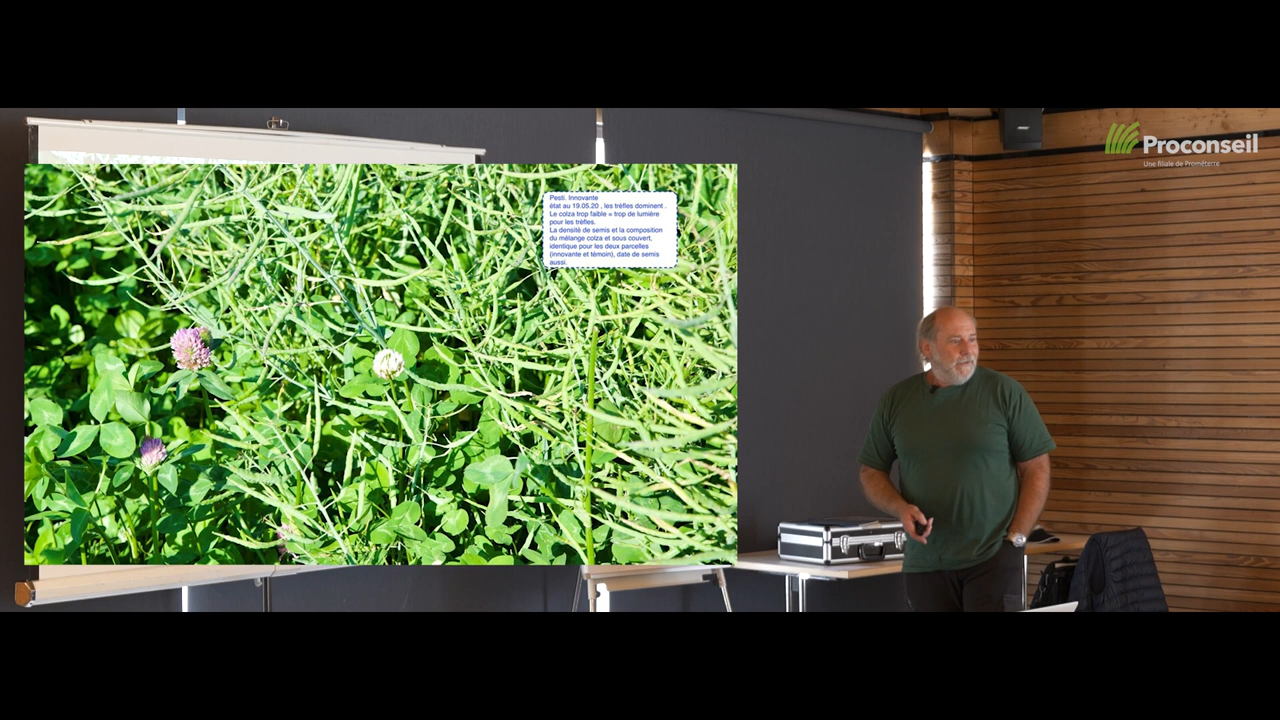 Proconseil
Une filiale de Prométerre
Pesti. Innovante
état au 19.05.20 , les trèfles dominent .
Le colza trop faible = trop de lumière
pour les trèfles.
La densité de semis et la composition
du mélange colza et sous couvert,
identique pour les deux parcelles
(innovante et témoin), date de semis
aussi.